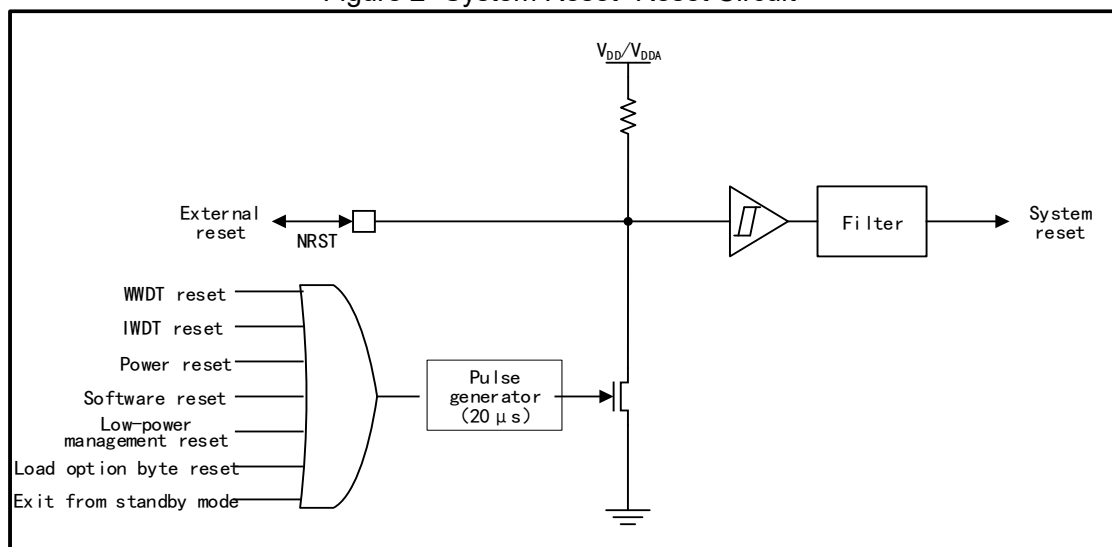 Figure 2 System Reset Reset Circuit
VDD/VDDA
External
reset
NRST
Filter
System
reset
WWDT reset
IWDT reset
Power reset
Software reset
Low-power
management reset
Load option byte reset
Exit from standby mode
Pulse
generator
(20μs)